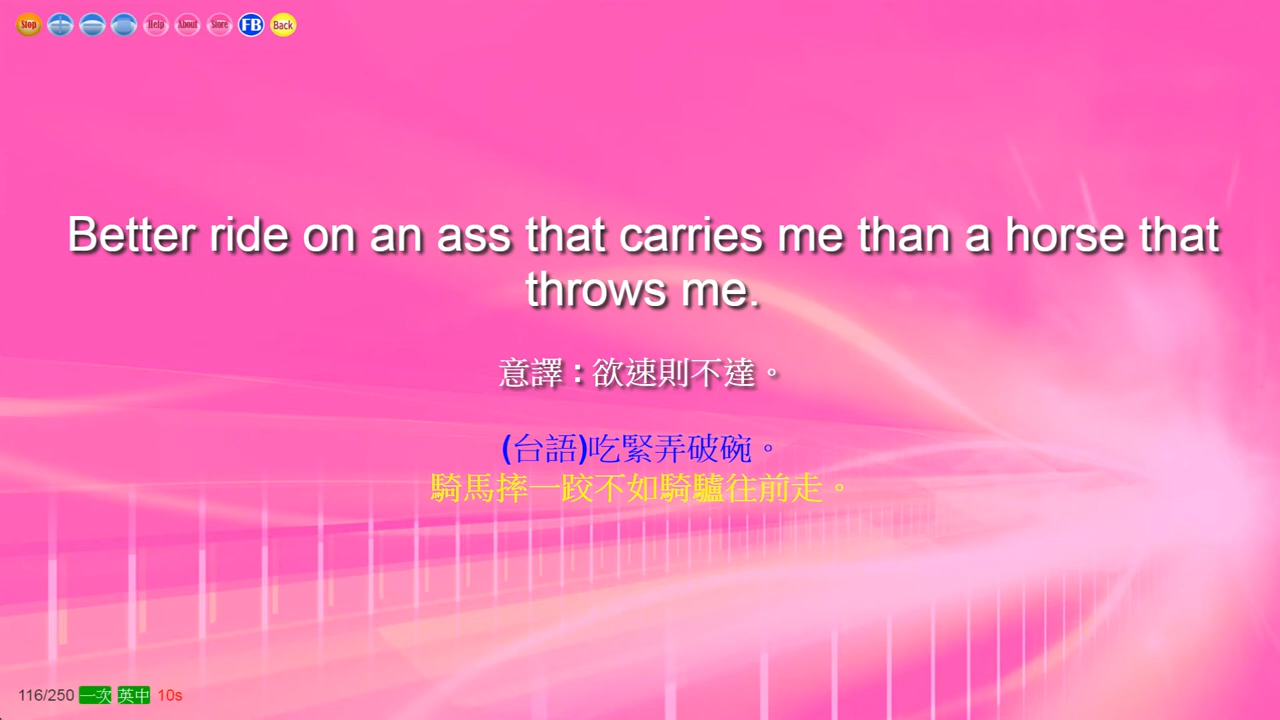 Stop Help About Store FB Back
Better ride on an ass that carries me than a horse that
throws me.
意譯：欲速則不達。
(台語)吃緊弄破碗。
騎馬摔一跤不如騎驢往前走。
116/250 一次 英中 10s